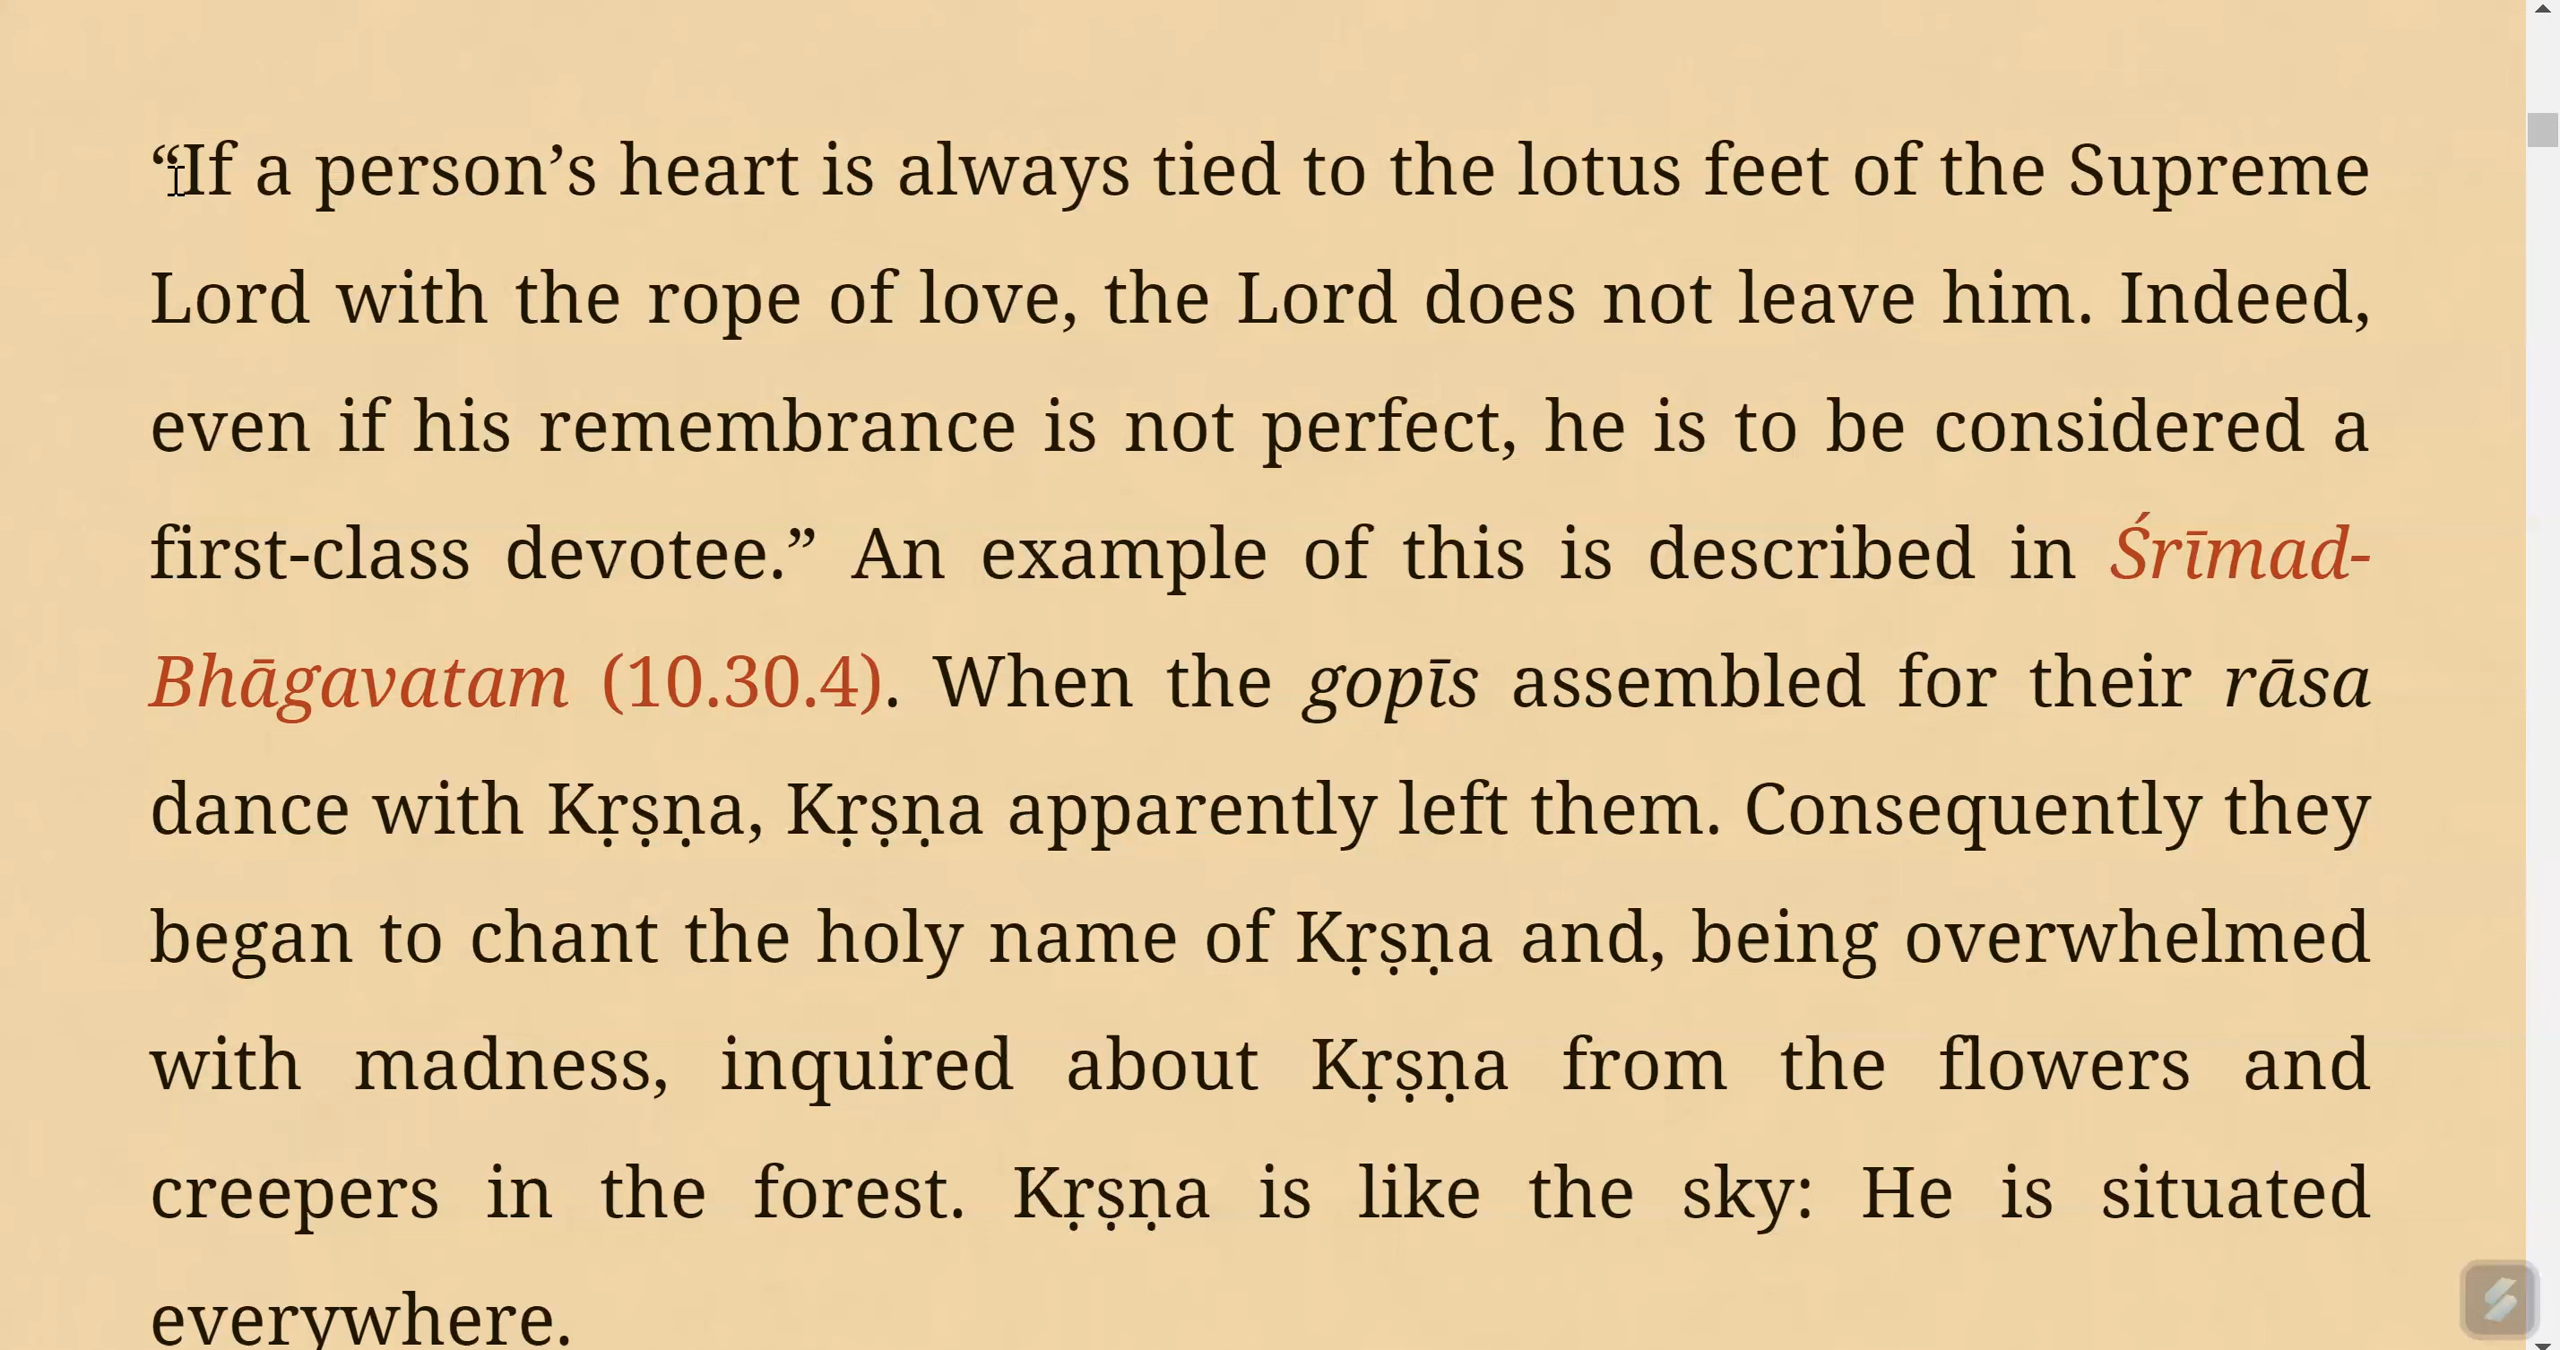 “If a person’s heart is always tied to the lotus feet of the Supreme
Lord with the rope of love, the Lord does not leave him. Indeed,
even if his remembrance is not perfect, he is to be considered a
first-class devotee.” An example of this is described in Śrīmad-
Bhāgavatam (10.30.4). When the gopīs assembled for their rāsa
dance with Kṛṣṇa, Kṛṣṇa apparently left them. Consequently they
began to chant the holy name of Kṛṣṇa and, being overwhelmed
with madness, inquired about Kṛṣṇa from the flowers and
creepers in the forest. Kṛṣṇa is like the sky: He is situated
everywhere.